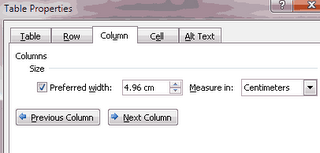 Table Properties
Table Row Column Cell Alt Text
Columns
Size
Preferred width: 4.96 cm Measure in: Centimeters
Previous Column Next Column